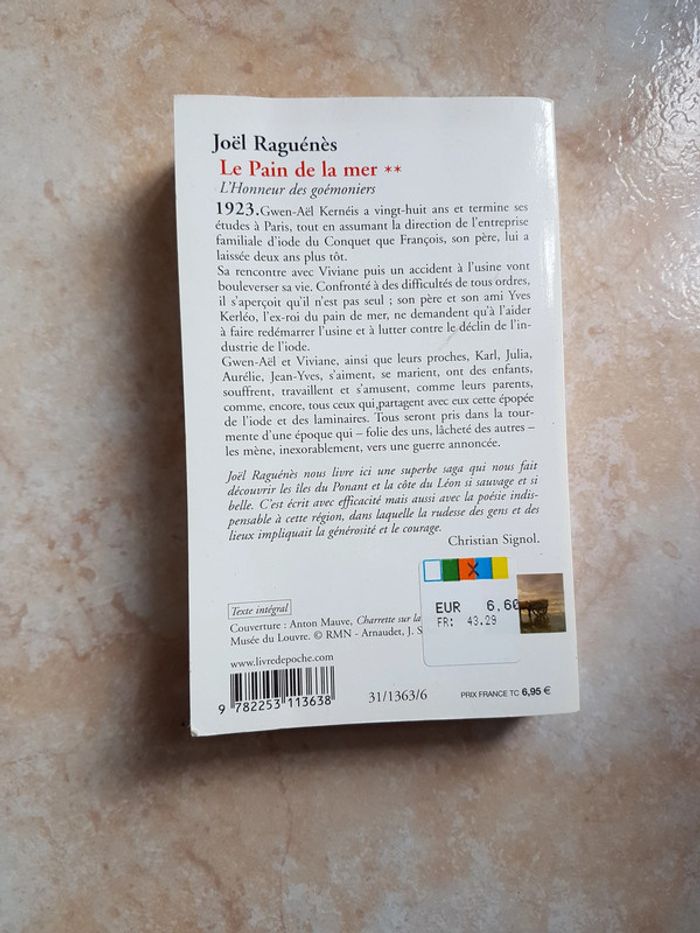 Joël Raguénès
Le Pain de la mer **
L'Honneur des goémoniers
1923. Gwen-Aël Kernéis a vingt-huit ans et termine ses
études à Paris, tout en assumant la direction de l'entreprise
familiale d'iode du Conquet que François, son père, lui a
laissée deux ans plus tôt.
Sa rencontre avec Viviane puis un accident à l'usine vont
bouleverser sa vie. Confronté à des difficultés de tous ordres,
il s'aperçoit qu'il n'est pas seul ; son père et son ami Yves
Kerléo, l'ex-roi du pain de mer, ne demandent qu'à l'aider
à faire redémarrer l'usine et à lutter contre le déclin de l'in-
dustrie de l'iode.
Gwen-Aël et Viviane, ainsi que leurs proches, Karl, Julia,
Aurélie, Jean-Yves, s'aiment, se marient, ont des enfants,
souffrent, travaillent et s'amusent, comme leurs parents,
comme, encore, tous ceux qui partagent avec eux cette épopée
de l'iode et des laminaires. Tous seront pris dans la tour-
mente d'une époque qui – folie des uns, lâcheté des autres –
les mène, inexorablement, vers une guerre annoncée.
Joël Raguénès nous livre ici une superbe saga qui nous fait
découvrir les îles du Ponant et la côte du Léon si sauvage et si
belle. C'est écrit avec efficacité mais aussi avec la poésie indis-
pensable à cette région, dans laquelle la rudesse des gens et des
lieux impliquait la générosité et le courage.
Christian Signol.
X
EUR 6,60
FR: 43.29
Texte intégral
Couverture : Anton Mauve, Charrette sur la
Musée du Louvre. © RMN - Arnaudet, J. S
www.livredepoche.com
9 782253 113638
31/1363/6
PRIX FRANCE TC 6,95 €